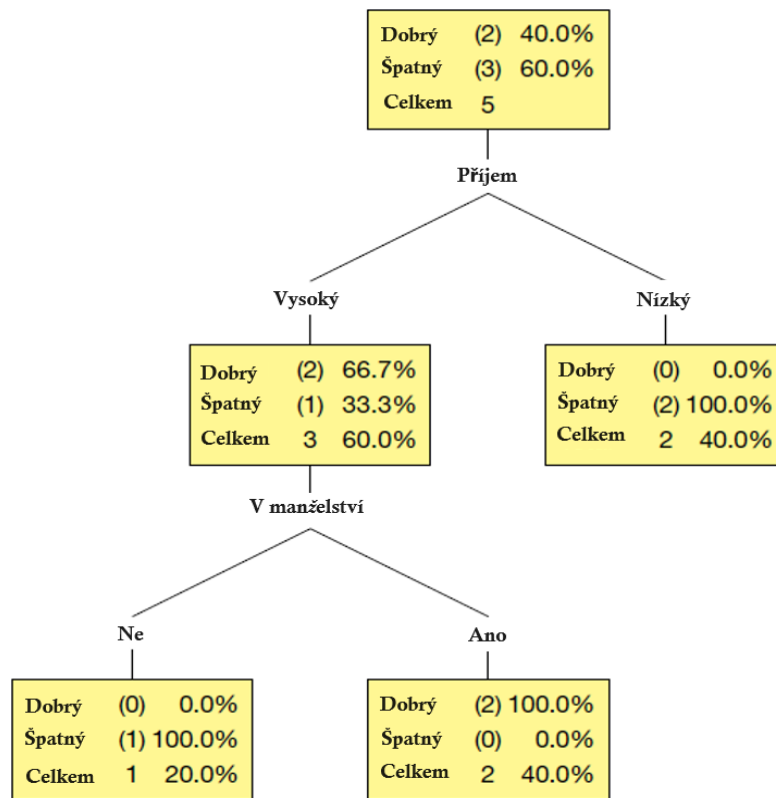 Dobrý (2) 40.0%
Špatný (3) 60.0%
Celkem 5
Příjem
Vysoký
Nízký
Dobrý (2) 66.7%
Špatný (1) 33.3%
Celkem 3 60.0%
Dobrý (0) 0.0%
Špatný (2) 100.0%
Celkem 2 40.0%
V manželství
Ne
Ano
Dobrý (0) 0.0%
Špatný (1) 100.0%
Celkem 1 20.0%
Dobrý (2) 100.0%
Špatný (0) 0.0%
Celkem 2 40.0%